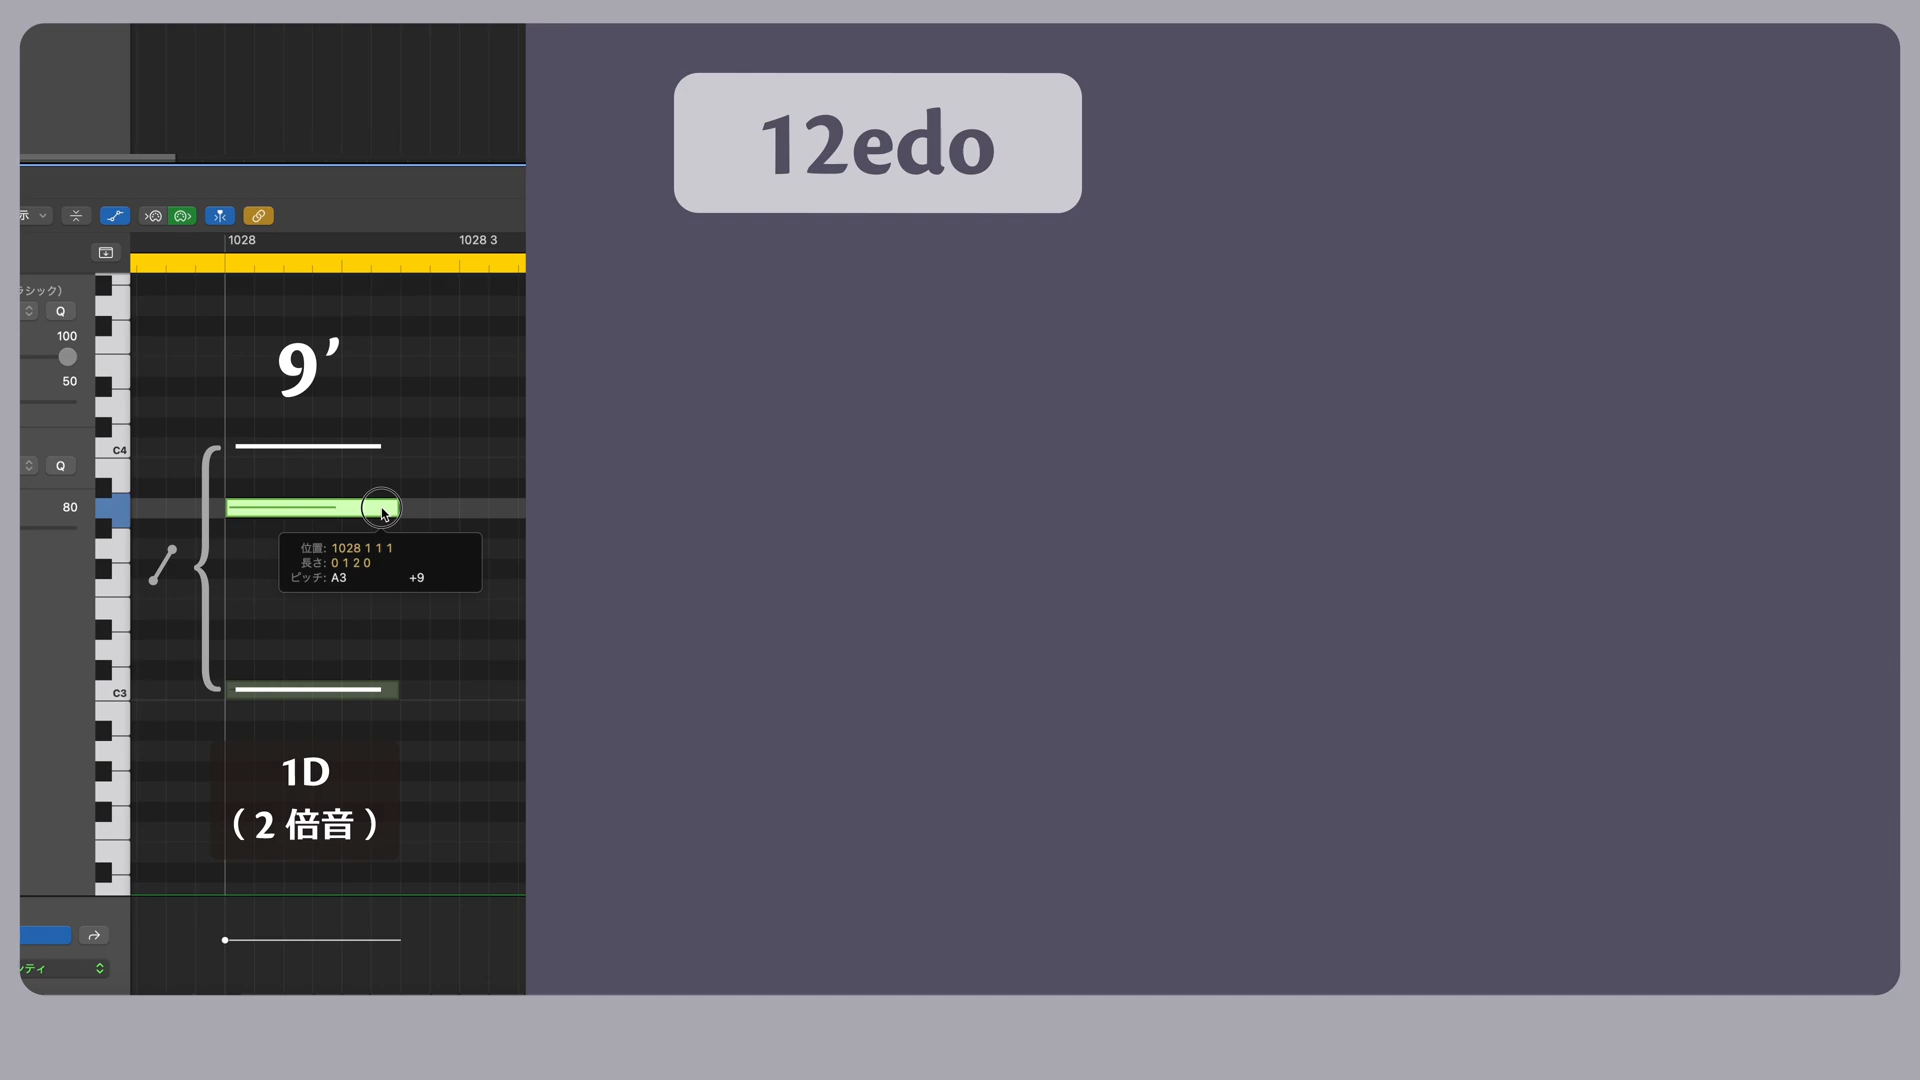 12edo
示
1028
1028 3
ラシック）
Q
100
50
9’
C4
Q
80
位置: 1028 1 1 1
長さ: 0 1 2 0
ピッチ: A3 +9
C3
1D
（2 倍音）
ティ